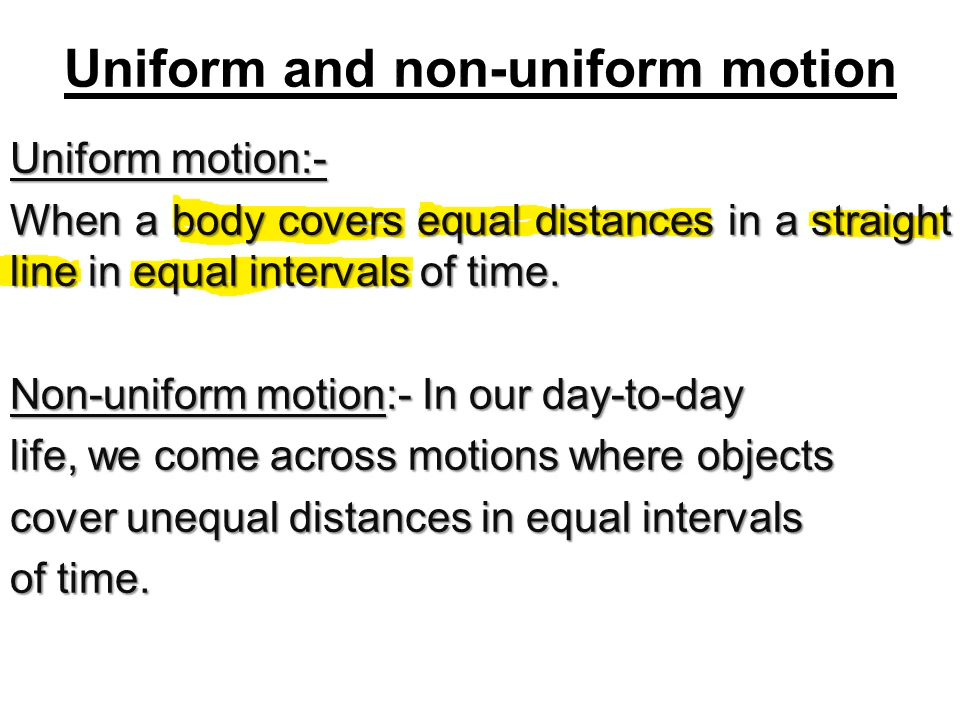 Uniform and non-uniform motion
Uniform motion:-
When a body covers equal distances in a straight
line in equal intervals of time.
Non-uniform motion:- In our day-to-day
life, we come across motions where objects
cover unequal distances in equal intervals
of time.